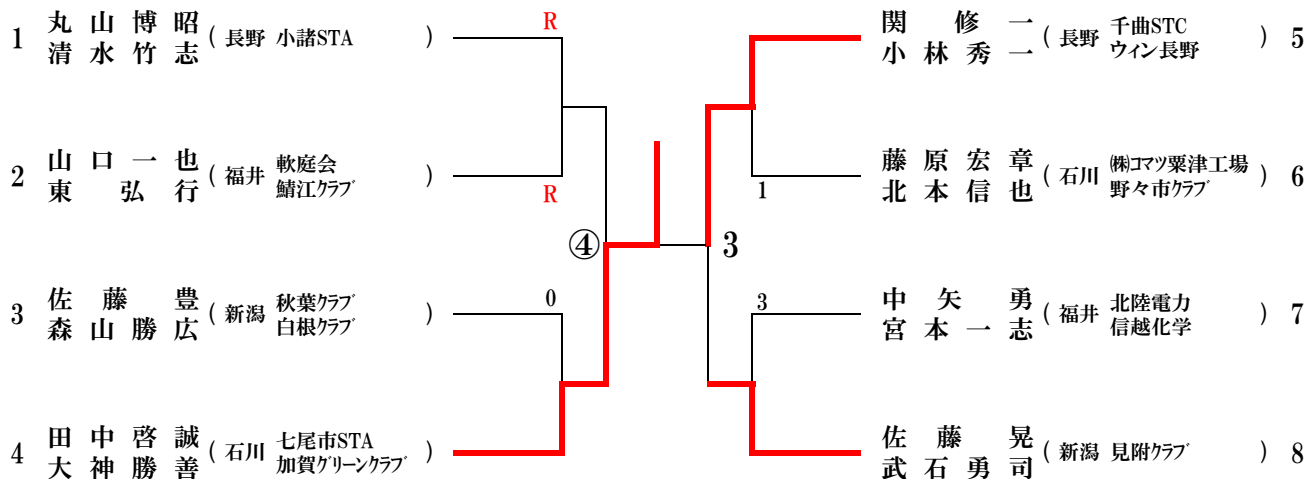 1 丸山博昭 (長野 小諸STA)
清水竹志
R
2 山口一也 (福井 軟庭会
東弘行 鯖江クラブ)
R
④
3 佐藤豊 (新潟 秋葉クラブ
森山勝広 白根クラブ)
0
4 田中啓誠 (石川 七尾市STA
大神勝善 加賀グリーンクラブ)
関修一 (長野 千曲STC) 5
小林秀一 ウィン長野
藤原宏章 (石川 ㈱コマツ粟津工場) 6
北本信也 野々市クラブ
1
3
3
中矢勇 (福井 北陸電力) 7
宮本一志 信越化学
佐藤晃 (新潟 見附クラブ) 8
武石勇司